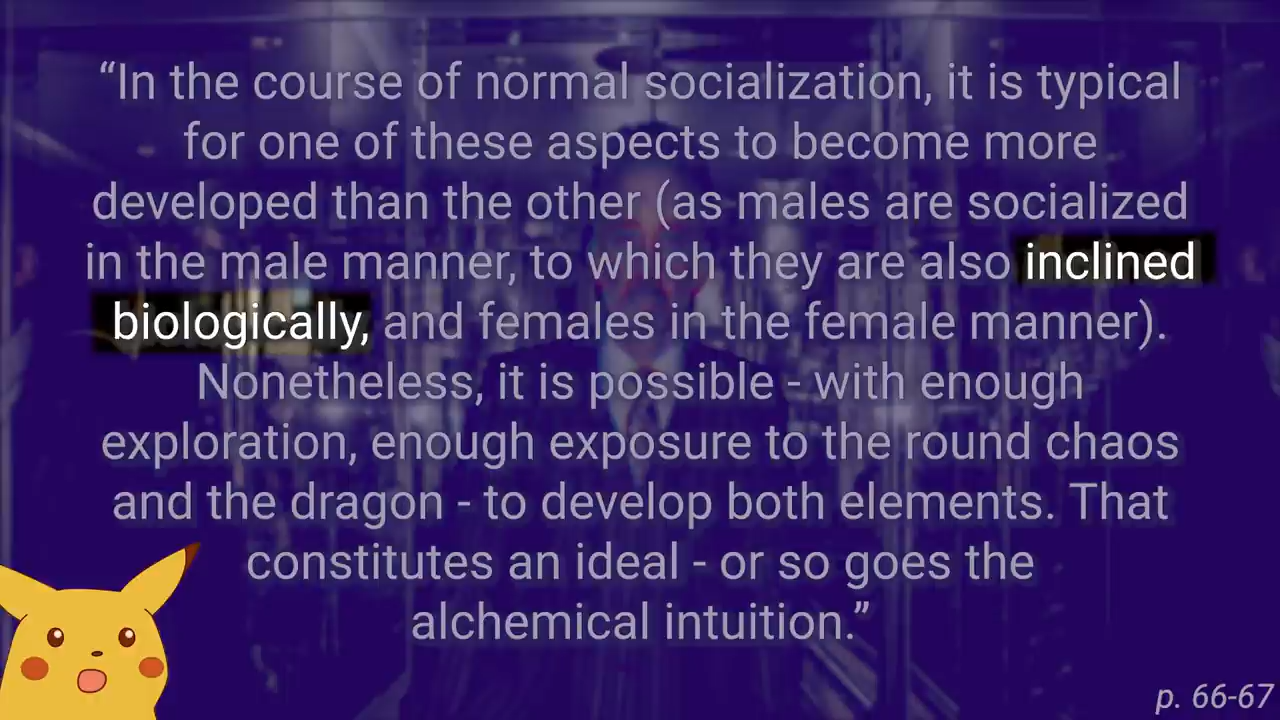 “In the course of normal socialization, it is typical
for one of these aspects to become more
developed than the other (as males are socialized
in the male manner, to which they are also inclined
biologically, and females in the female manner).
Nonetheless, it is possible - with enough
exploration, enough exposure to the round chaos
and the dragon - to develop both elements. That
constitutes an ideal - or so goes the
alchemical intuition.”
p. 66-67